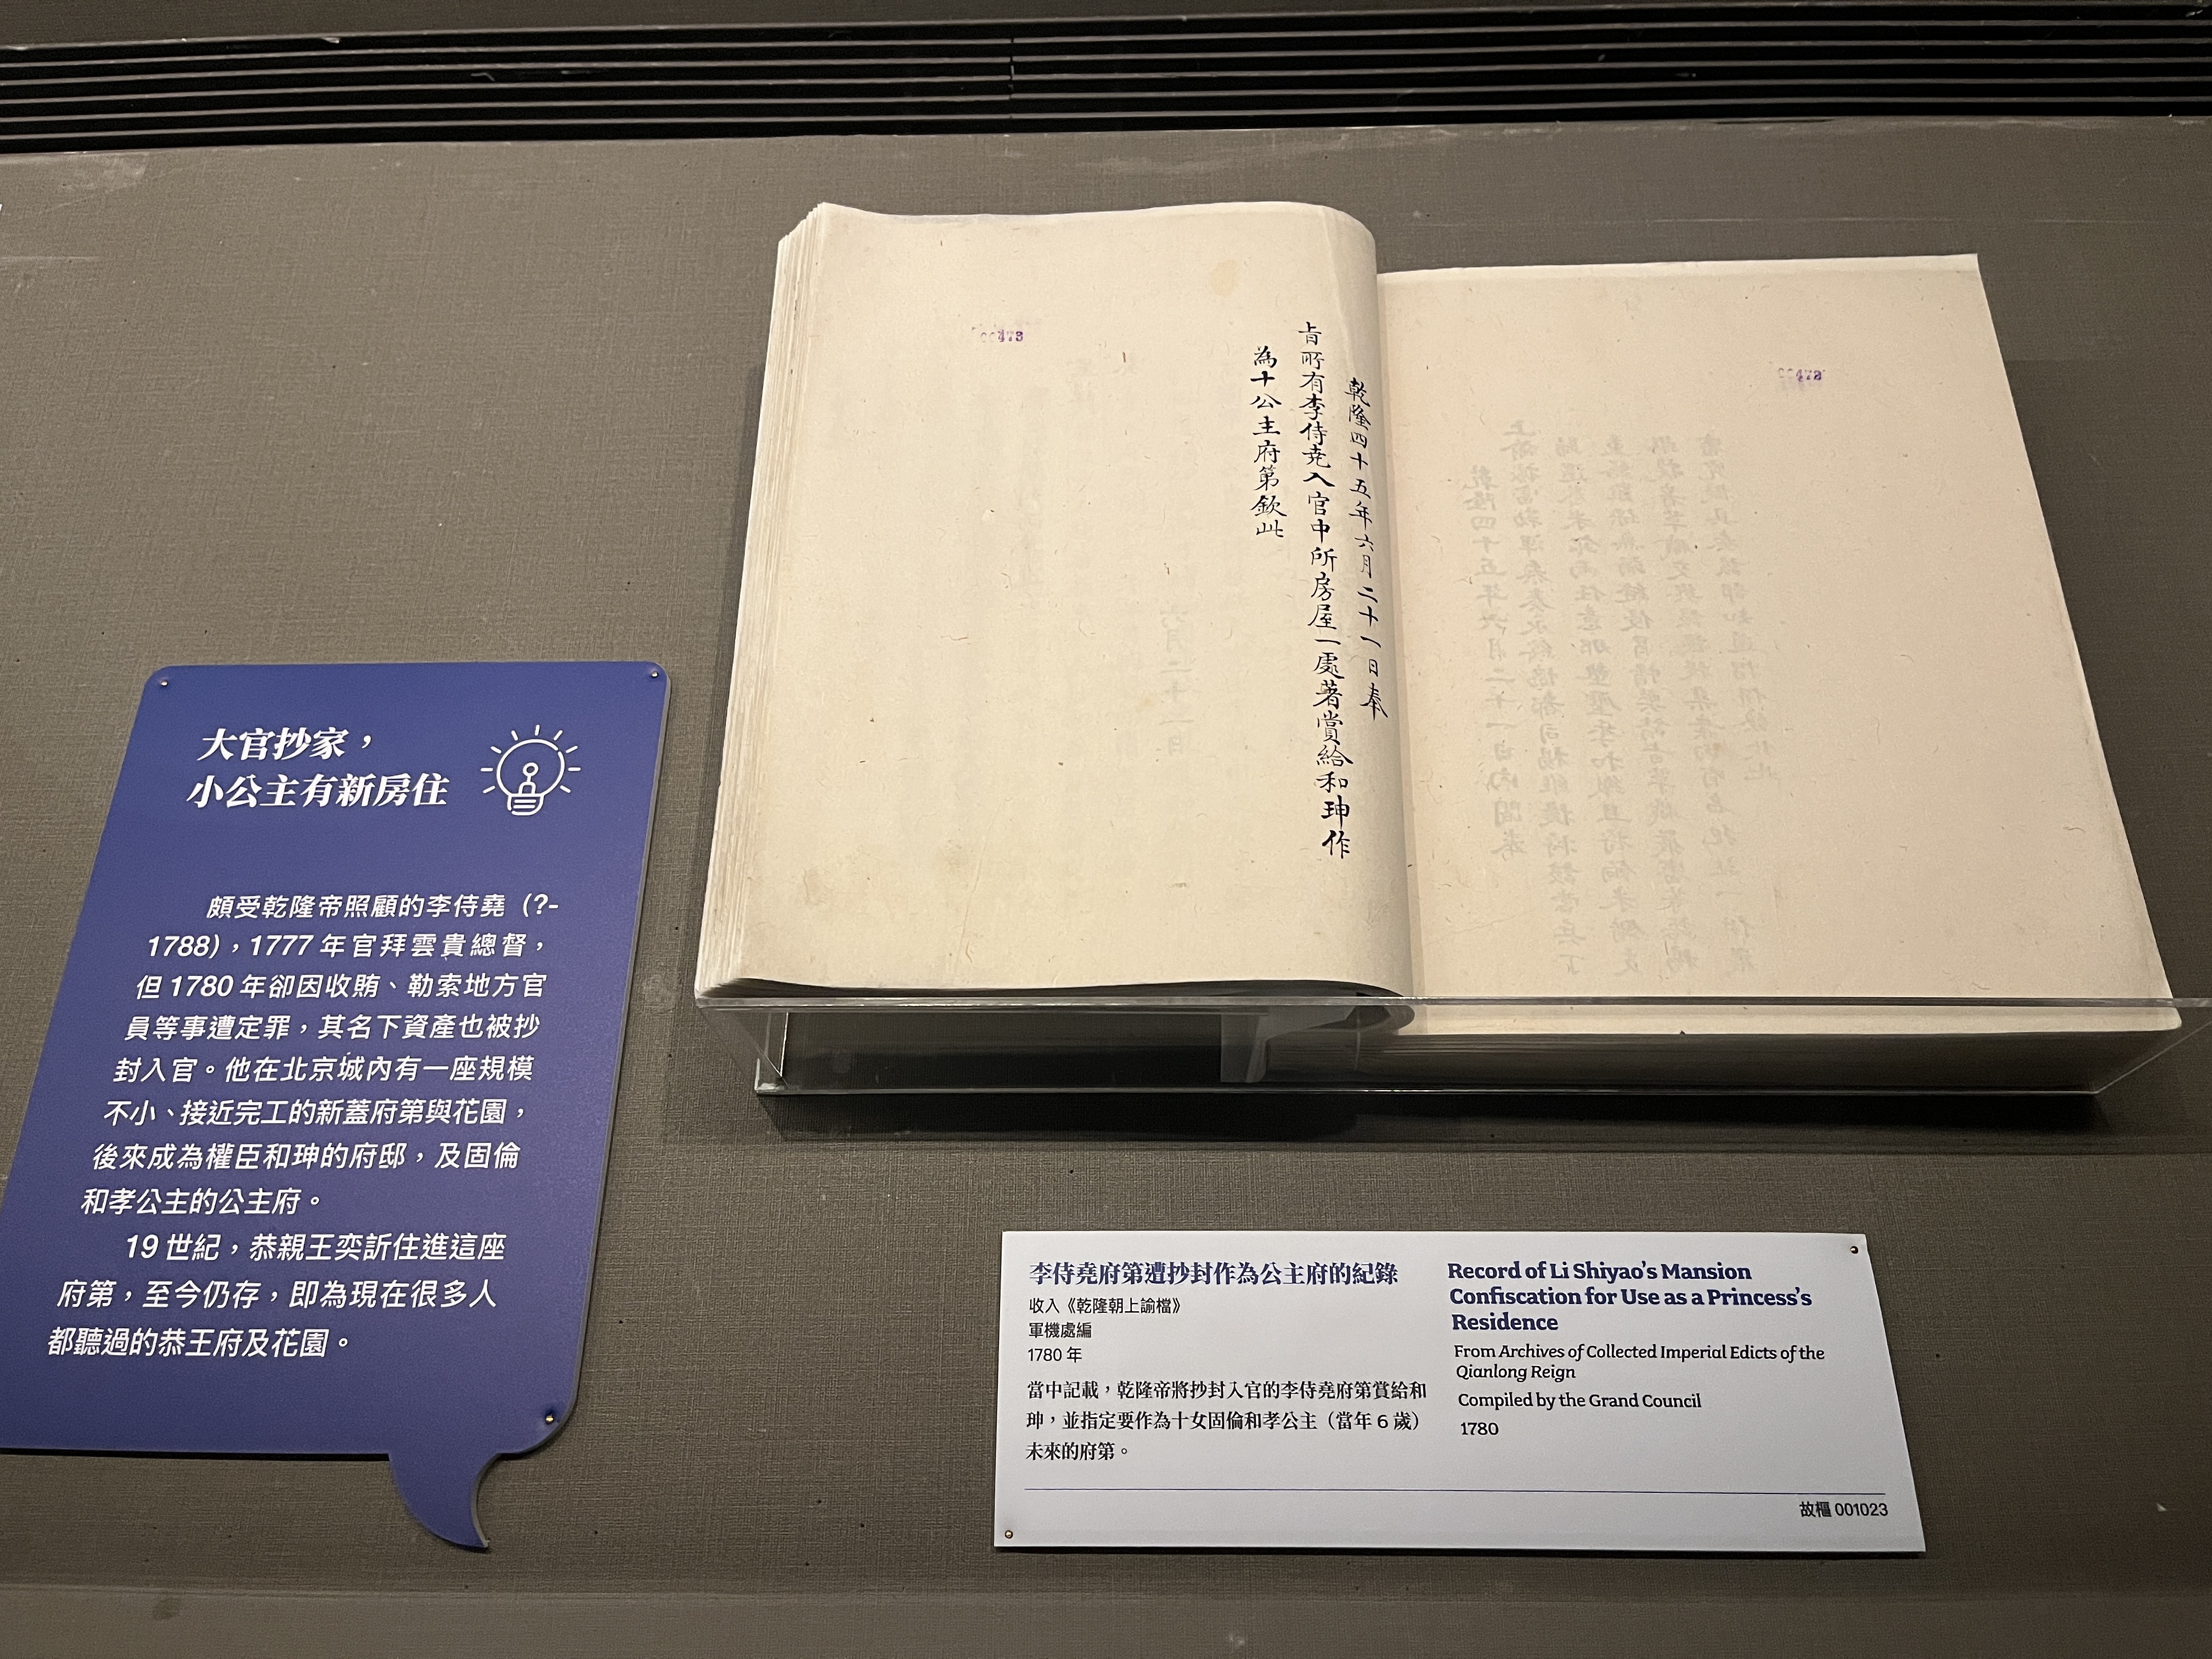 大官抄家，
小公主有新房住
頗受乾隆帝照顧的李侍堯（?-
1788），1777 年官拜雲貴總督，
但 1780 年卻因收賄、勒索地方官
員等事遭定罪，其名下資產也被抄
封入官。他在北京城內有一座規模
不小、接近完工的新蓋府第與花園，
後來成為權臣和珅的府邸，及固倫
和孝公主的公主府。
19 世紀，恭親王奕訢住進這座
府第，至今仍存，即為現在很多人
都聽過的恭王府及花園。
00472
乾隆四十五年六月二十一日奉
旨所有李侍堯入官中所房屋一處著賞給和珅作
為十公主府第欽此
00473
李侍堯府第遭抄封作為公主府的紀錄
收入《乾隆朝上諭檔》
軍機處編
1780 年
當中記載，乾隆帝將抄封入官的李侍堯府第賞給和
珅，並指定要作為十女固倫和孝公主（當年 6 歲）
未來的府第。
Record of Li Shiyao's Mansion
Confiscation for Use as a Princess's
Residence
From Archives of Collected Imperial Edicts of the
Qianlong Reign
Compiled by the Grand Council
1780
故樞 001023